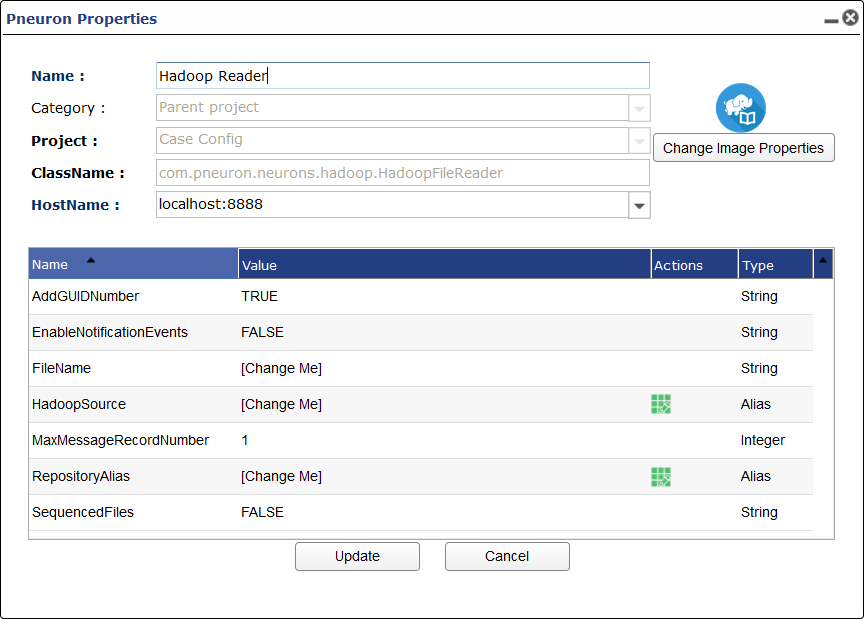 Pneuron Properties
Name : Hadoop Reader
Category : Parent project
Project : Case Config
Change Image Properties
ClassName : com.pneuron.neurons.hadoop.HadoopFileReader
HostName : localhost:8888
Name Value Actions Type
AddGUIDNumber TRUE String
EnableNotificationEvents FALSE String
FileName [Change Me] String
HadoopSource [Change Me] Alias
MaxMessageRecordNumber 1 Integer
RepositoryAlias [Change Me] Alias
SequencedFiles FALSE String
Update Cancel